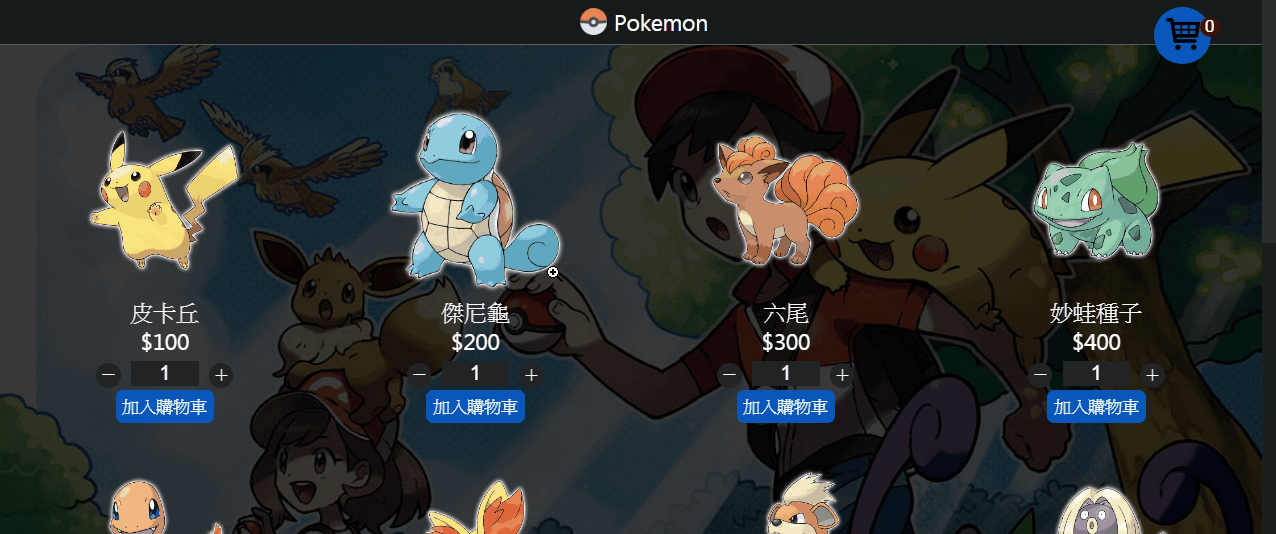 Pokemon
0
皮卡丘
$100
− 1 +
加入購物車
傑尼龜
$200
− 1 +
加入購物車
六尾
$300
− 1 +
加入購物車
妙蛙種子
$400
− 1 +
加入購物車